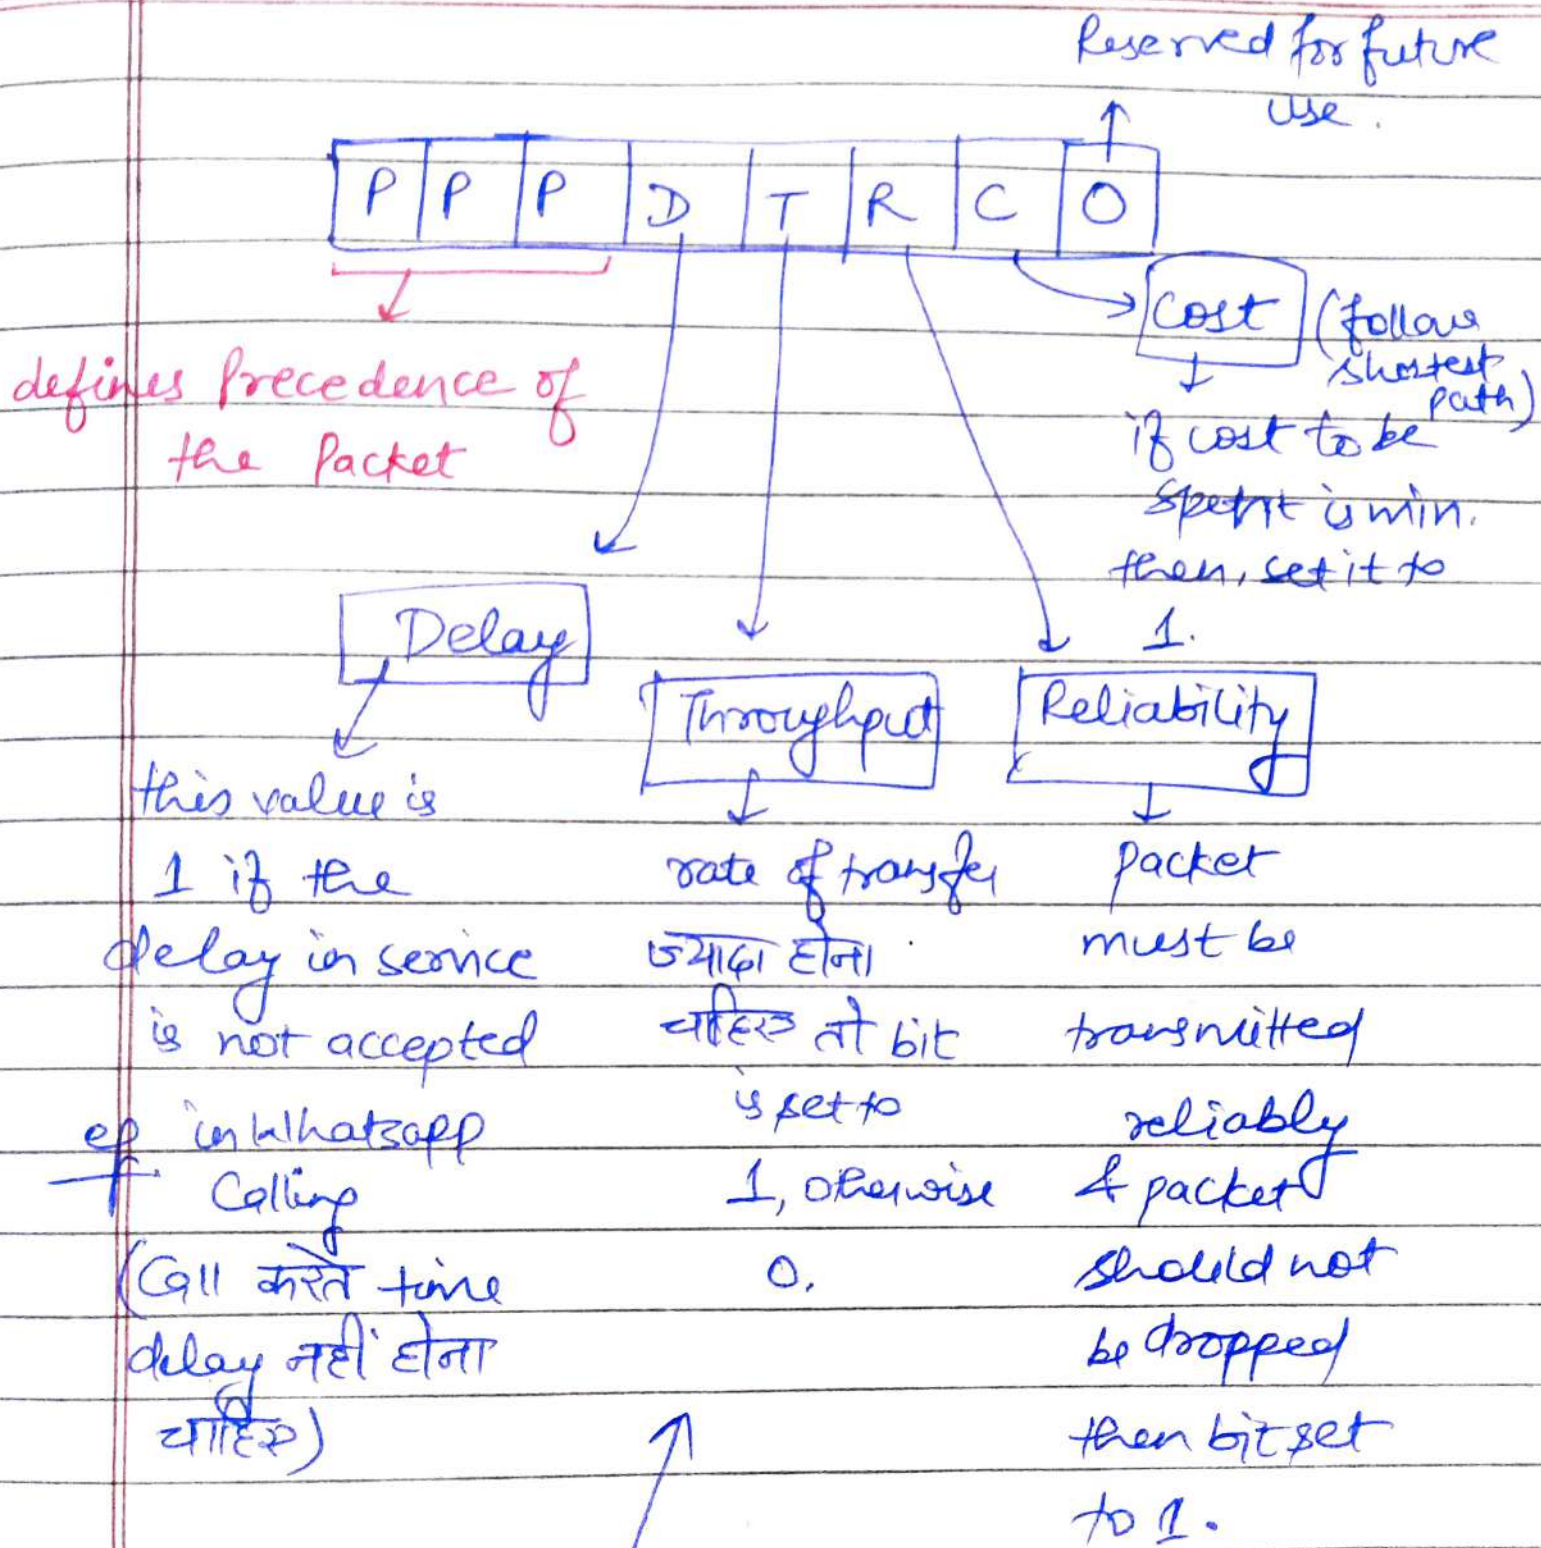 Reserved for future
use.
P P P D T R C 0
defines Precedence of
the Packet
Cost (follow
shortest
path)
if cost to be
spent is min.
then, set it to
1.
Delay
this value is
1 if the
delay in service
is not accepted
eg in Whatsapp
Calling
(Call करते time
delay नहीं होना
चाहिए)
Throughput
rate of transfer
ज्यादा होना
चाहिए तो bit
is set to
1, otherwise
0.
Reliability
Packet
must be
transmitted
reliably
& packet
should not
be dropped
then bit set
to 1.